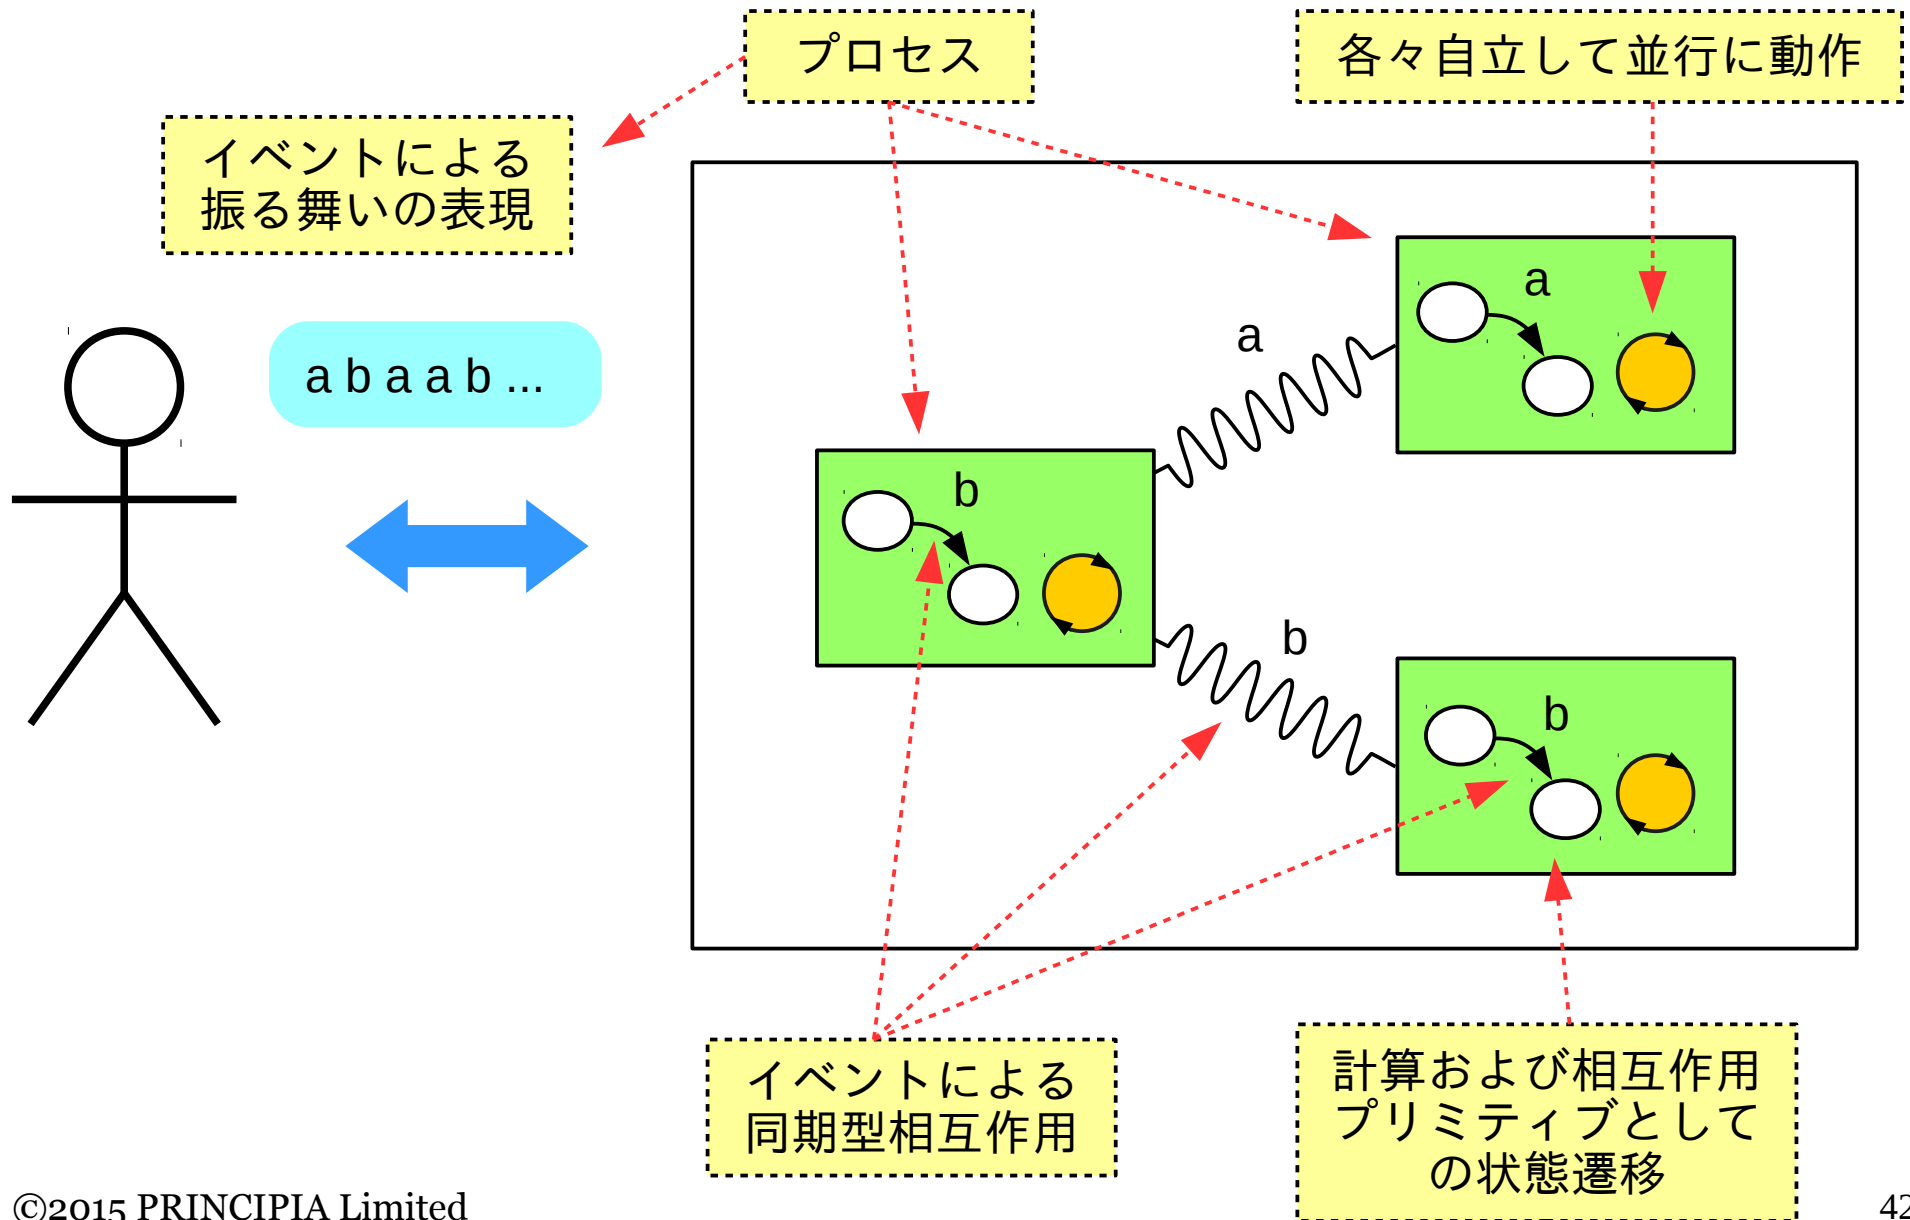 プロセス
各々自立して並行に動作
イベントによる
振る舞いの表現
a b a a b ...
a
a
b
b
b
イベントによる
同期型相互作用
計算および相互作用
プリミティブとして
の状態遷移
©2015 PRINCIPIA Limited
42